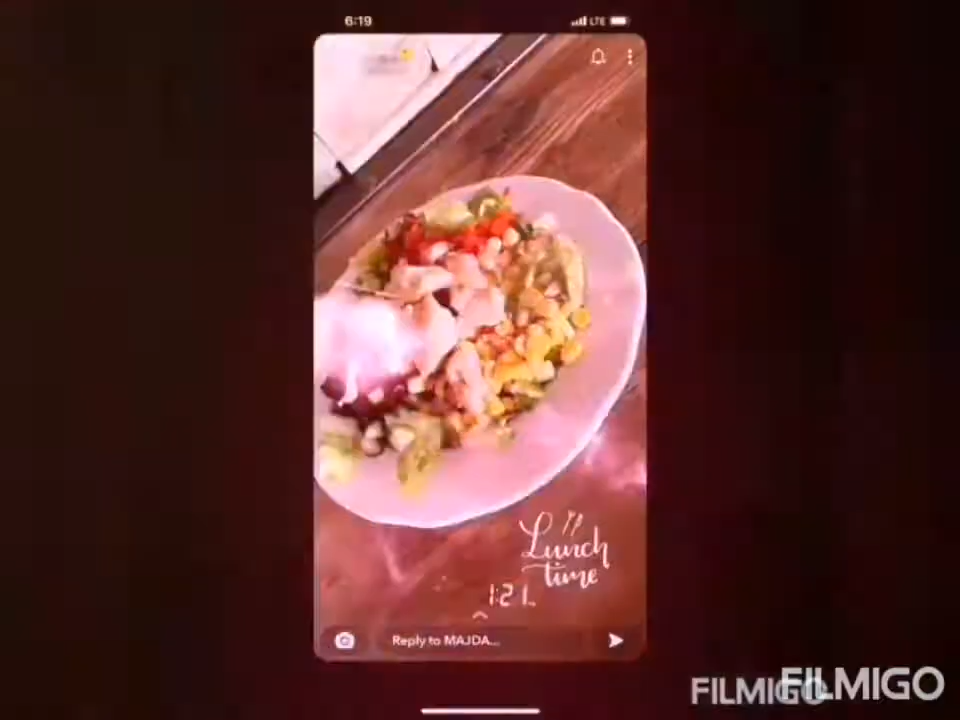 6:19
LTE
Lunch
time
1:21
Reply to MAJDA...
FILMIGO
FILMIGO